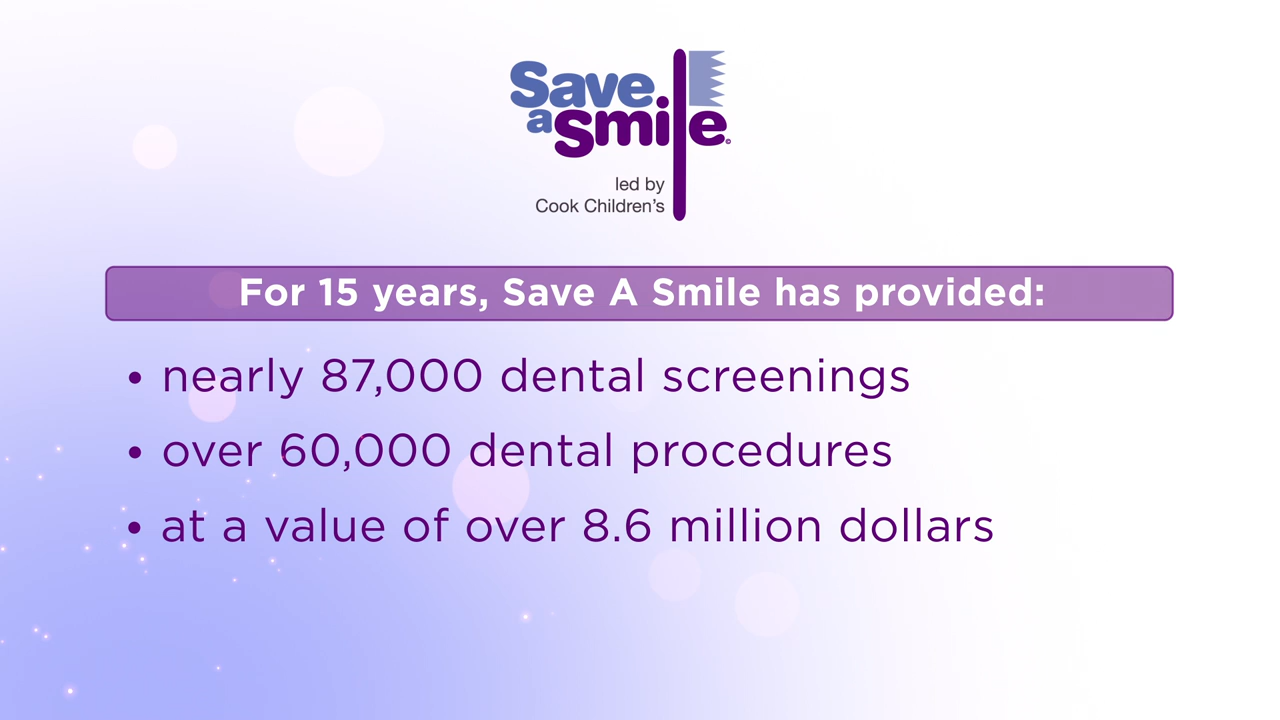 Save
a Smile
led by
Cook Children's
For 15 years, Save A Smile has provided:
• nearly 87,000 dental screenings
• over 60,000 dental procedures
• at a value of over 8.6 million dollars